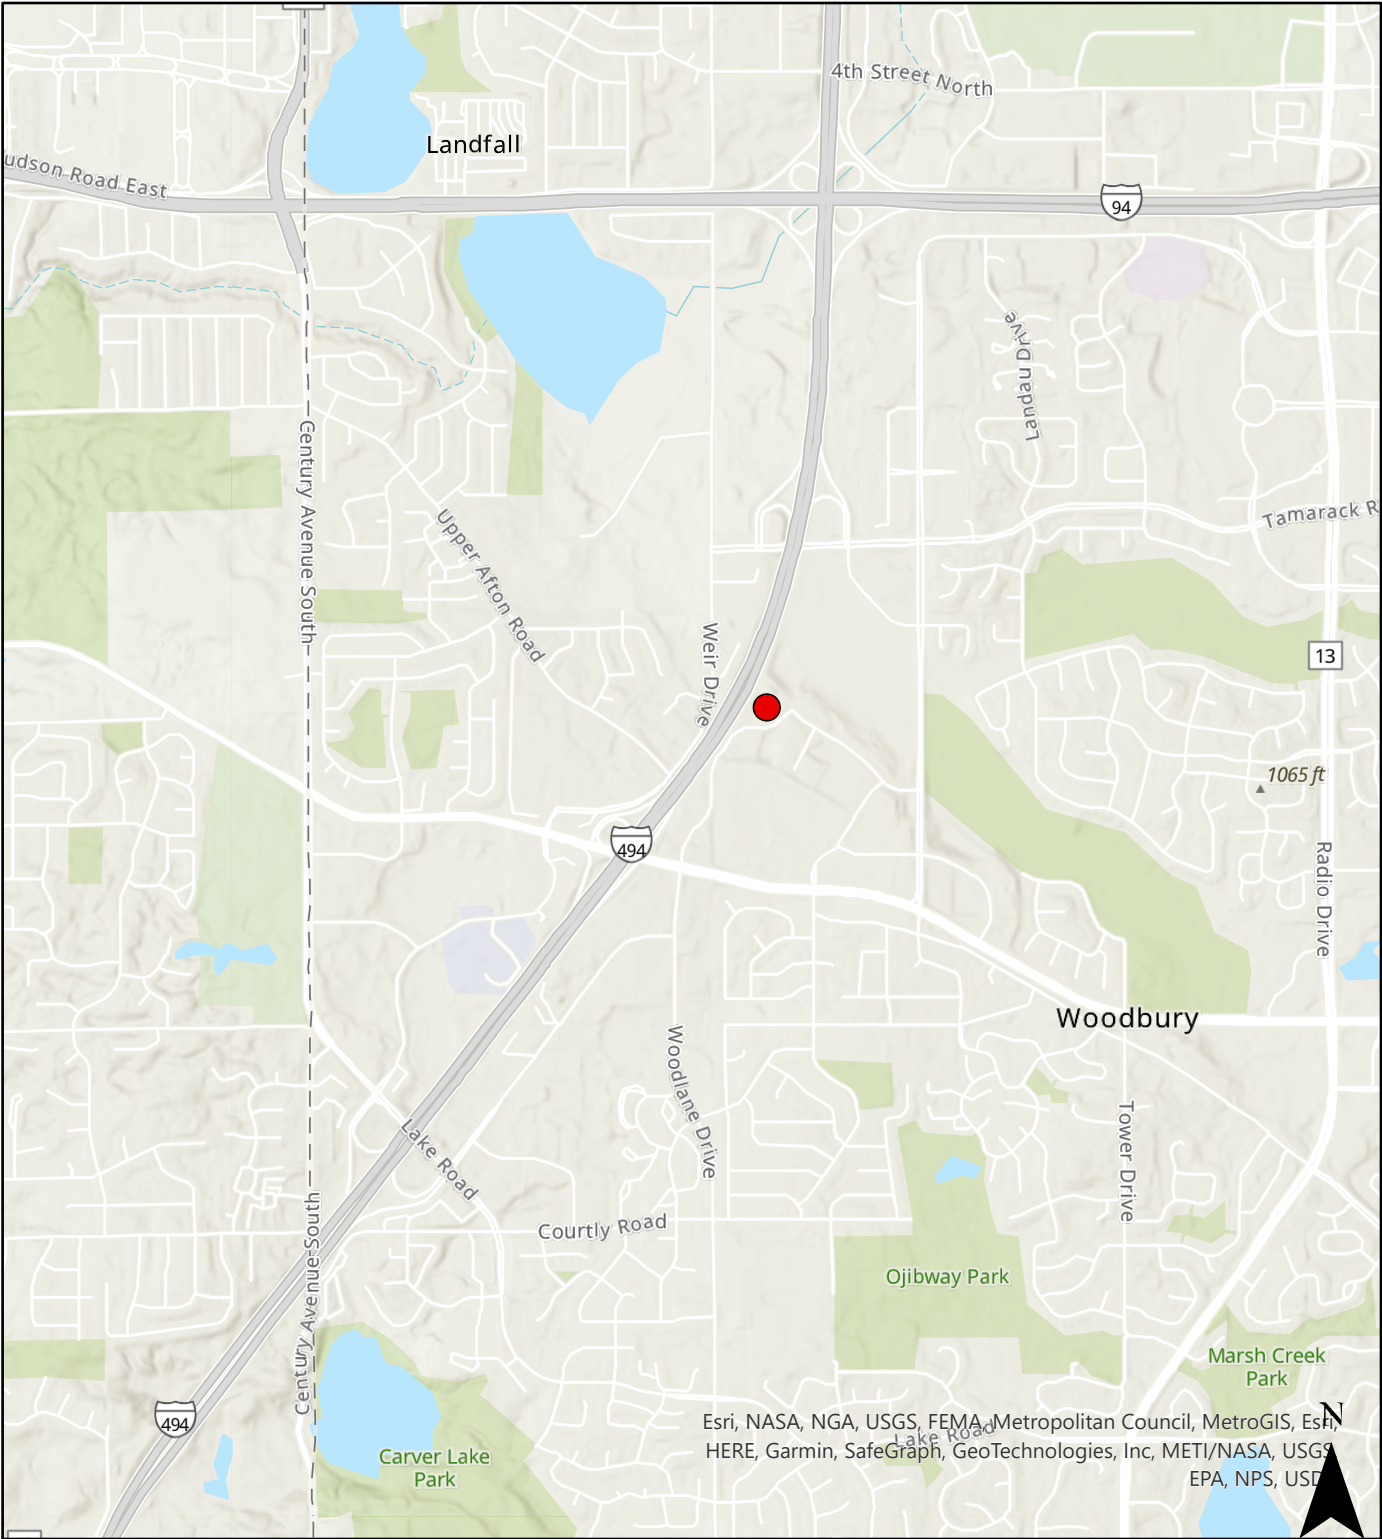 4th Street North
Landfall
udson Road East
94
Landau Drive
Century Avenue South
Upper Afton Road
Tamarack R
Weir Drive
13
1065 ft
494
Radio Drive
Woodbury
Woodlane Drive
Lake Road
Tower Drive
Courtly Road
Century Avenue South
Ojibway Park
Marsh Creek
Park
494
N
Carver Lake
Park
Lake Road
Esri, NASA, NGA, USGS, FEMA, Metropolitan Council, MetroGIS, Esri,
HERE, Garmin, SafeGraph, GeoTechnologies, Inc, METI/NASA, USGS
EPA, NPS, USD